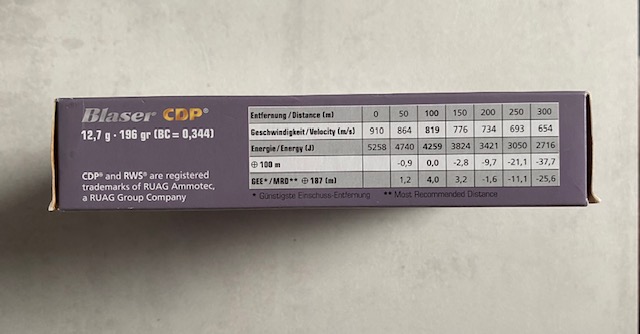 Blaser CDP®
12,7 g · 196 gr (BC = 0,344)
CDP® and RWS® are registered
trademarks of RUAG Ammotec,
a RUAG Group Company
Entfernung / Distance (m) 0 50 100 150 200 250 300
Geschwindigkeit / Velocity (m/s) 910 864 819 776 734 693 654
Energie / Energy (J) 5258 4740 4259 3824 3421 3050 2716
⊕ 100 m -0,9 0,0 -2,8 -9,7 -21,1 -37,7
GEE* / MRD** ⊕ 187 (m) 1,2 4,0 3,2 -1,6 -11,1 -25,6
* Günstigste Einschuss-Entfernung ** Most Recommended Distance